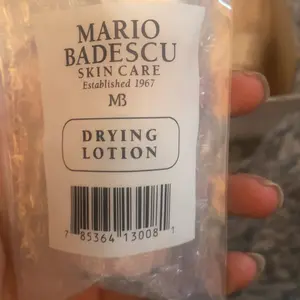 MARIO
BADESCU
SKIN CARE
Established 1967
MB
DRYING
LOTION
7 85364 13008 1